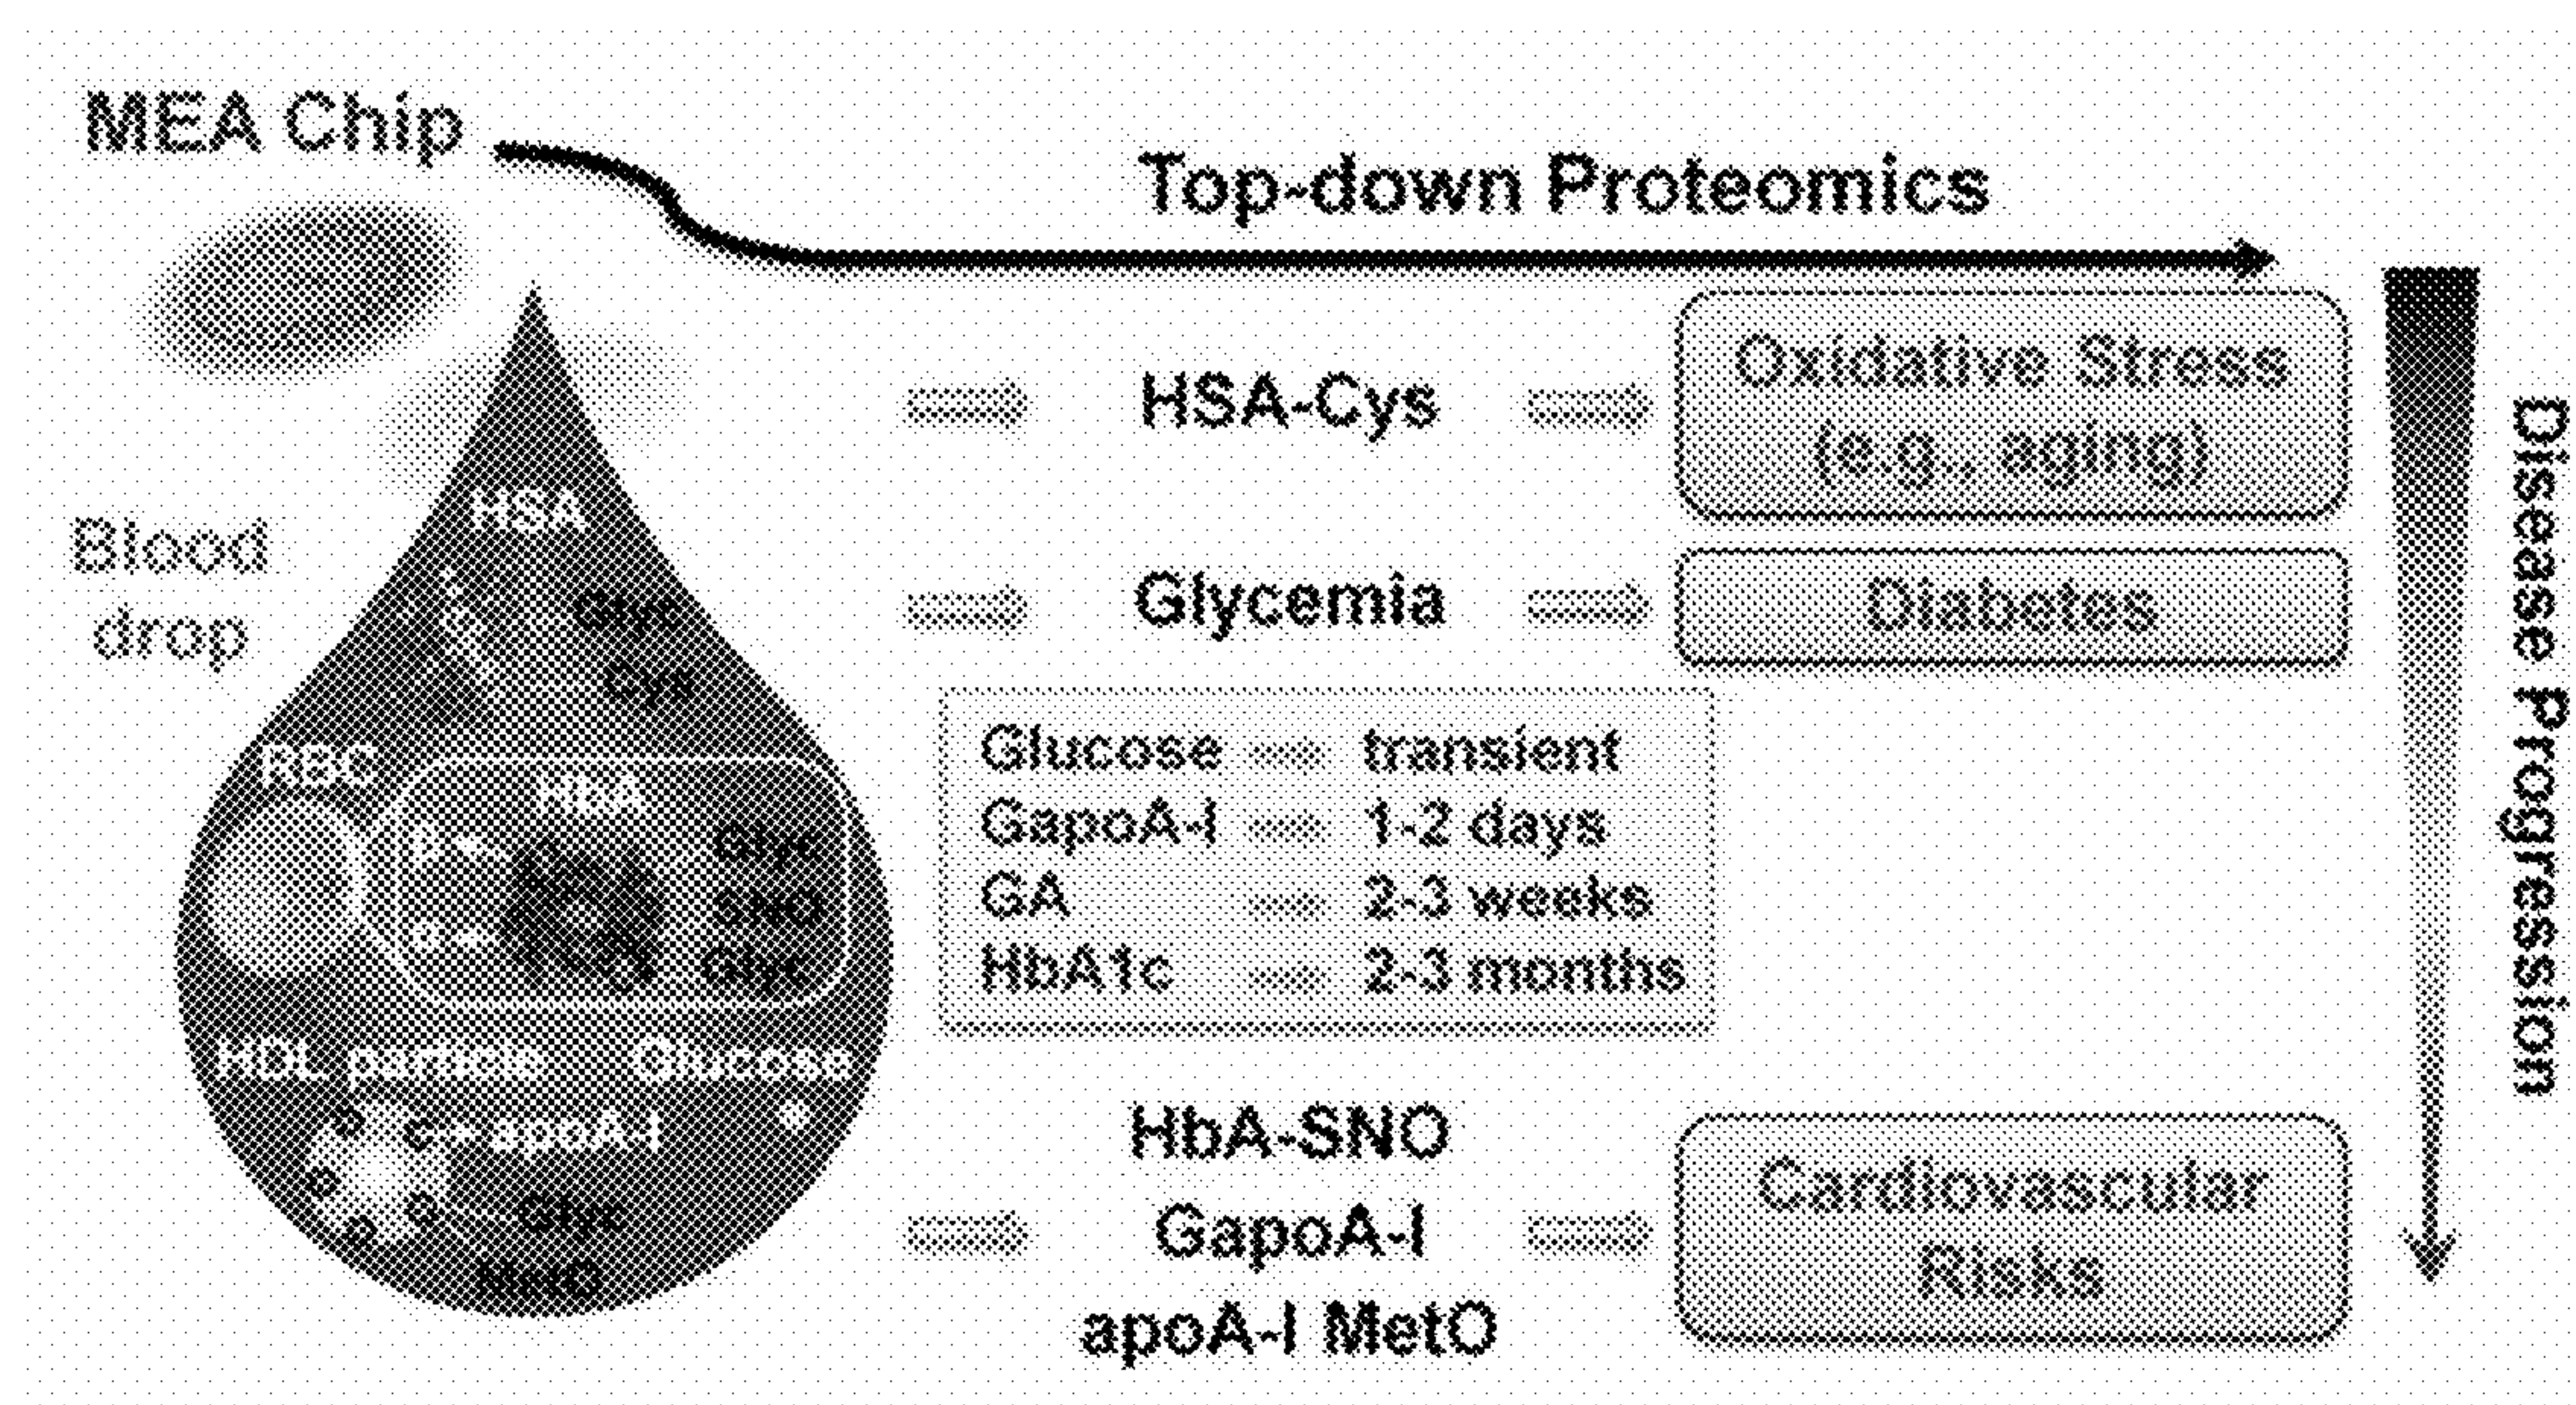 MEA Chip
Top-down Proteomics
Blood
drop
HSA
Glyc
Cys
RBC
HbA
β
Glyc
SNO
α
Glyc
HDL particle
Glucose
apoA-I
Glyc
MetO
HSA-Cys
Oxidative Stress
(e.g., aging)
Glycemia
Diabetes
Glucose transient
GapoA-I 1-2 days
GA 2-3 weeks
HbA1c 2-3 months
HbA-SNO
GapoA-I
apoA-I MetO
Cardiovascular
Risks
Disease Progression